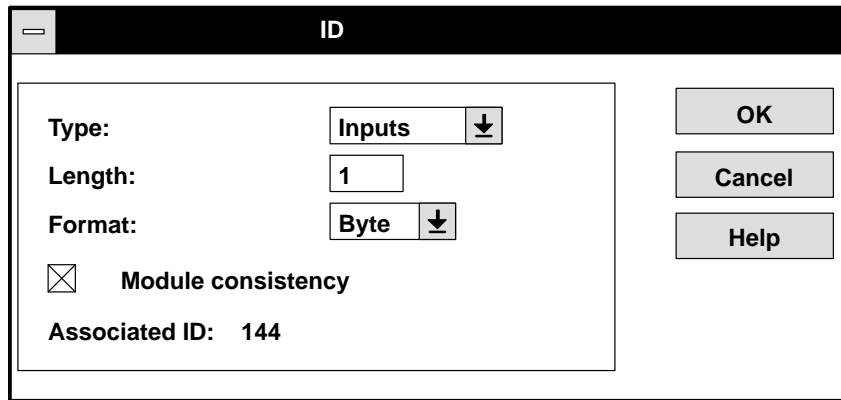 ID
Type: Inputs
OK
Length: 1
Cancel
Format: Byte
Help
Module consistency
Associated ID: 144